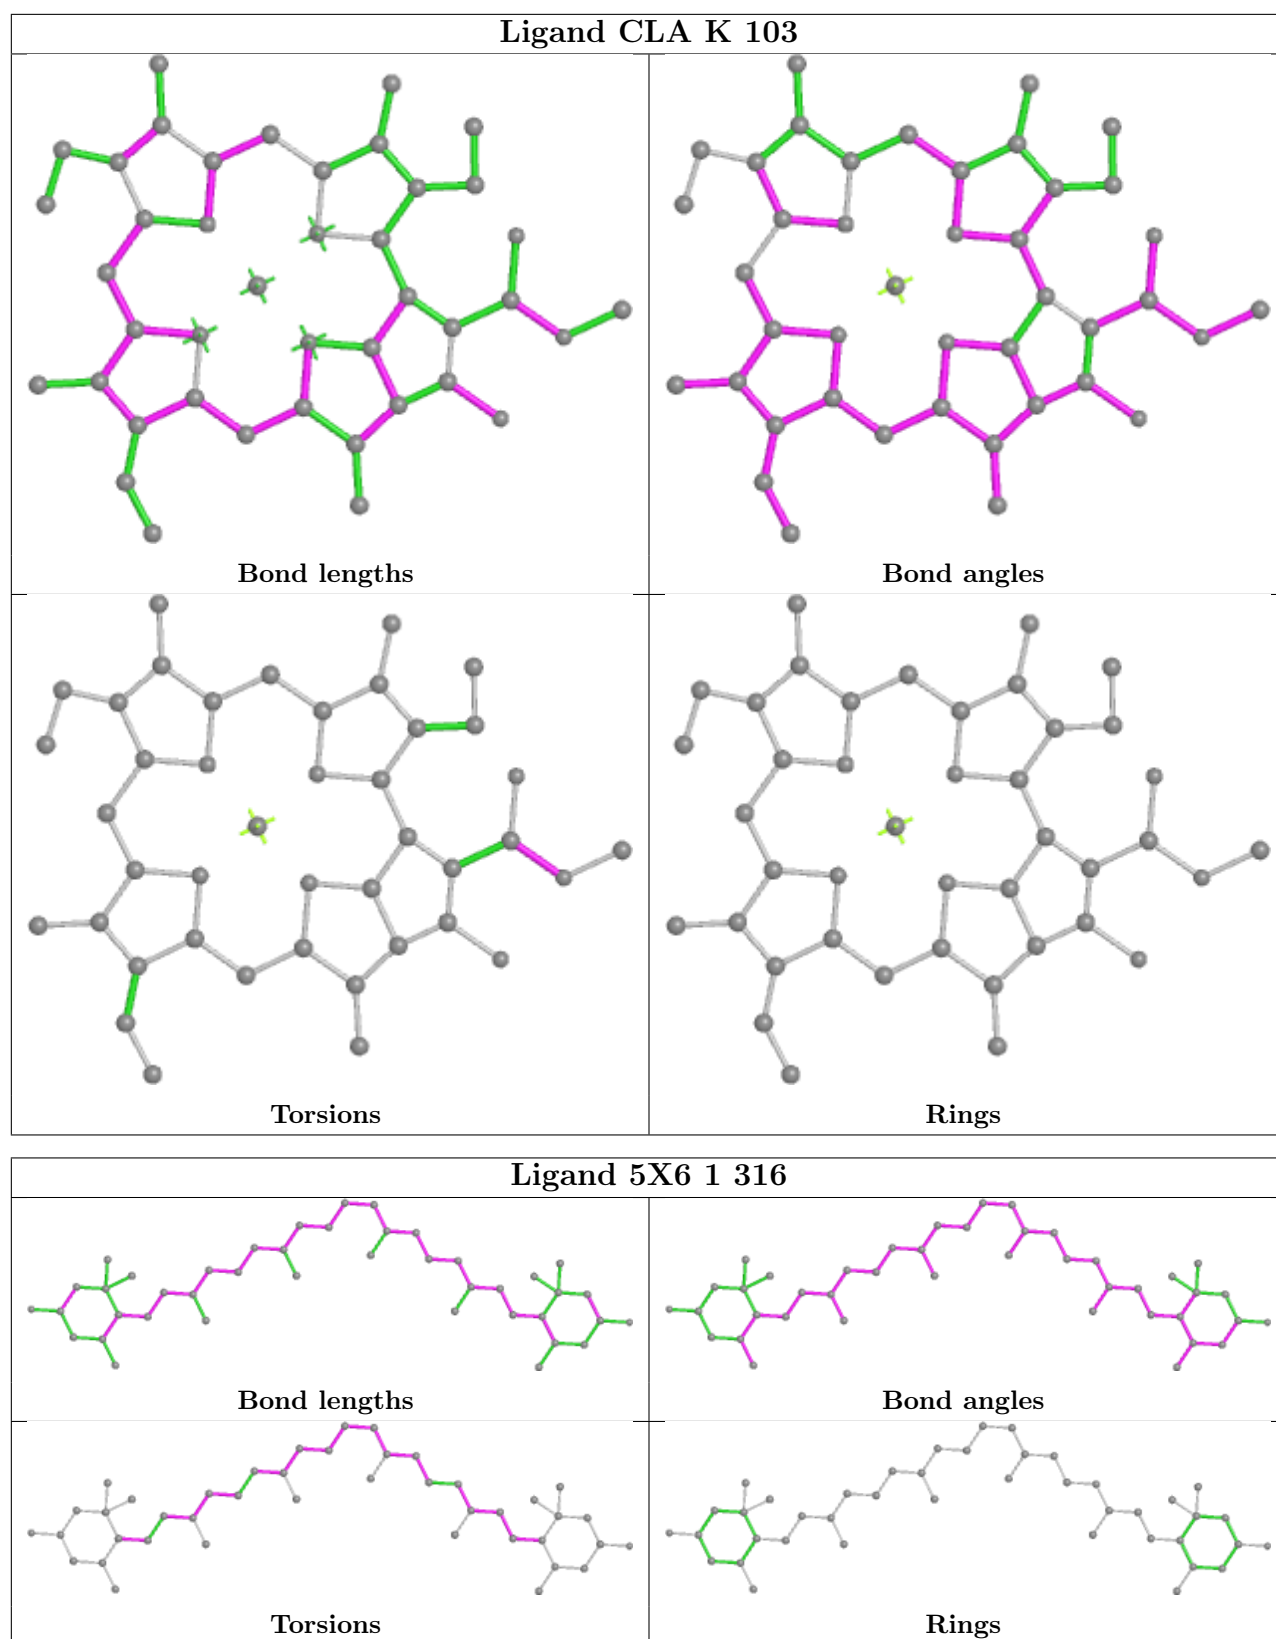 Ligand CLA K 103
Bond lengths
Bond angles
Torsions
Rings
Ligand 5X6 1 316
Bond lengths
Bond angles
Torsions
Rings